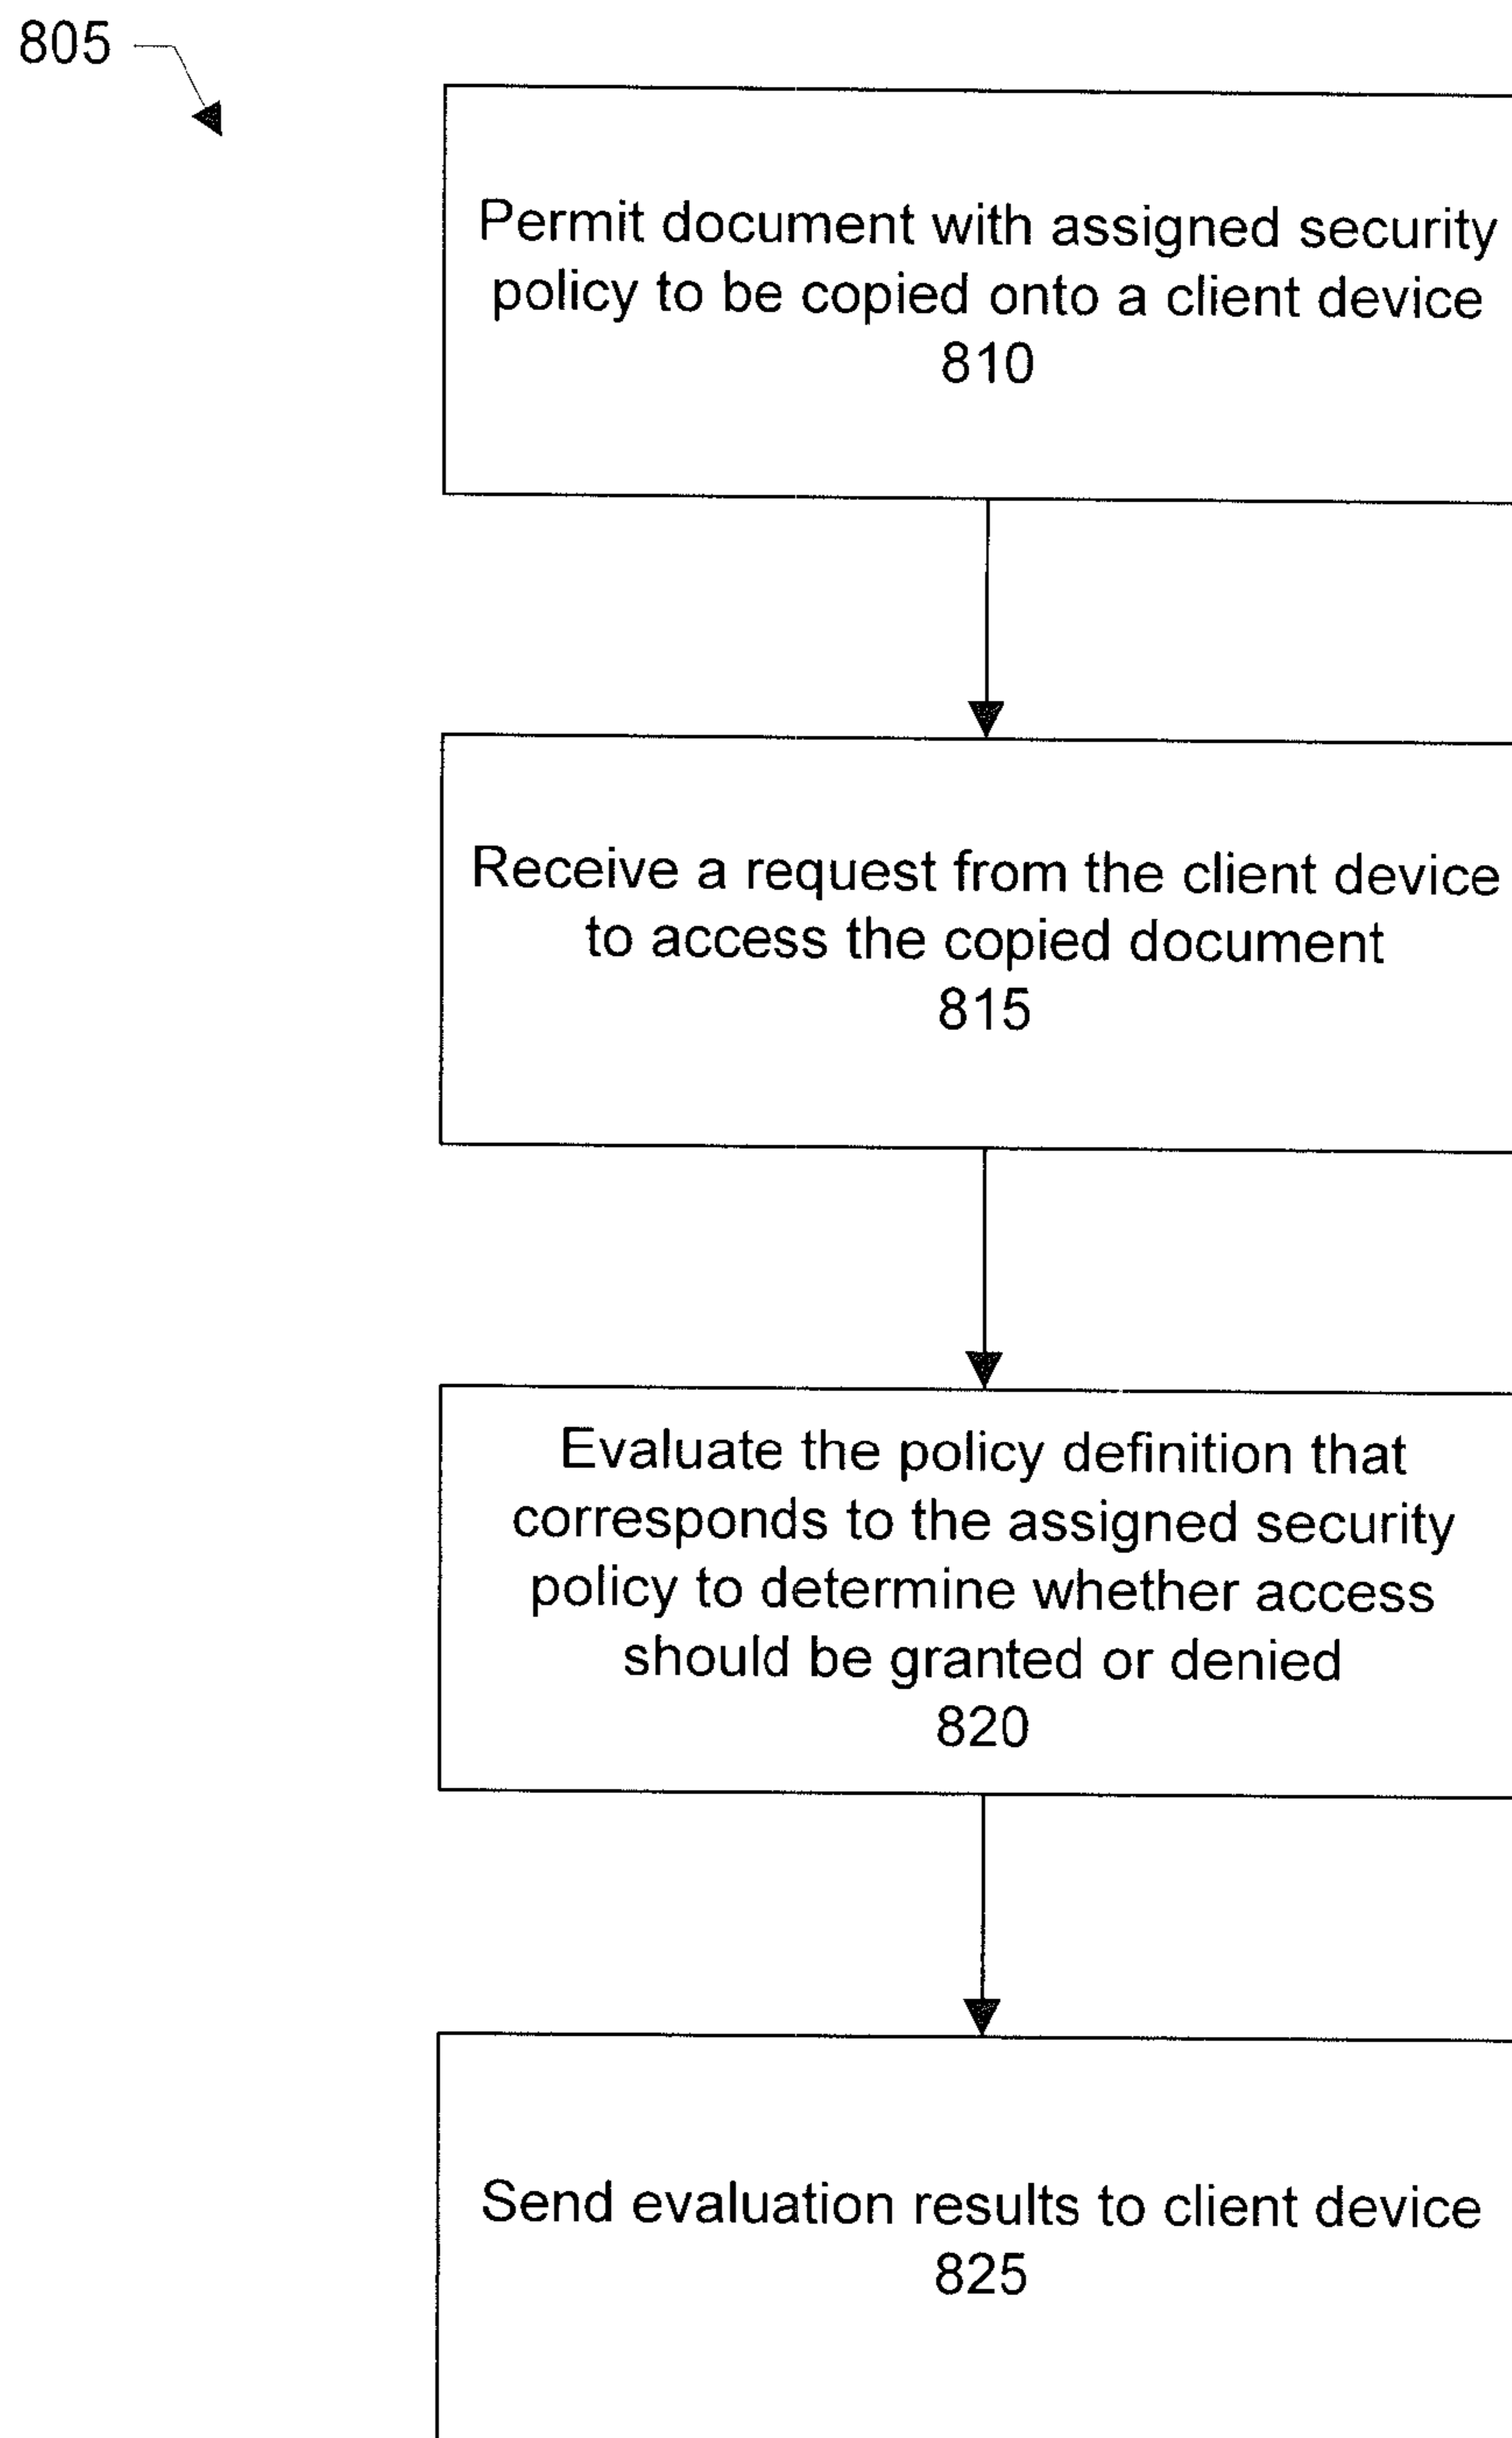 805
Permit document with assigned security
policy to be copied onto a client device
810
Receive a request from the client device
to access the copied document
815
Evaluate the policy definition that
corresponds to the assigned security
policy to determine whether access
should be granted or denied
820
Send evaluation results to client device
825